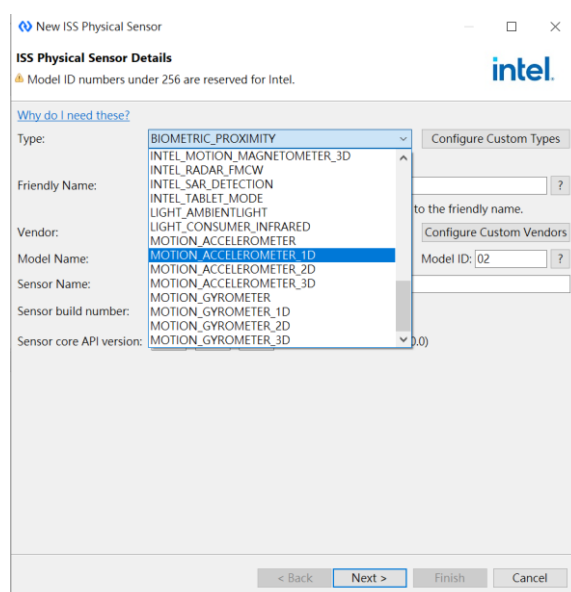 New ISS Physical Sensor
ISS Physical Sensor Details
Model ID numbers under 256 are reserved for Intel.
intel.
Why do I need these?
Type: BIOMETRIC_PROXIMITY Configure Custom Types
INTEL_MOTION_MAGNETOMETER_3D
INTEL_RADAR_FMCW
Friendly Name: INTEL_SAR_DETECTION ?
INTEL_TABLET_MODE
LIGHT_AMBIENTLIGHT to the friendly name.
LIGHT_CONSUMER_INFRARED
Vendor: MOTION_ACCELEROMETER Configure Custom Vendors
Model Name: MOTION_ACCELEROMETER_1D Model ID: 02 ?
MOTION_ACCELEROMETER_2D
Sensor Name: MOTION_ACCELEROMETER_3D
MOTION_GYROMETER
Sensor build number: MOTION_GYROMETER_1D
MOTION_GYROMETER_2D
Sensor core API version: MOTION_GYROMETER_3D .0)
< Back Next > Finish Cancel